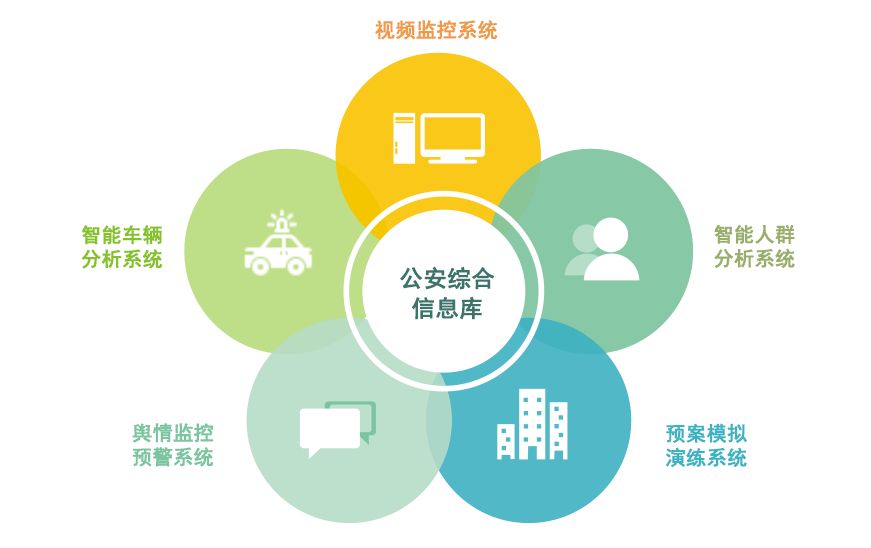 视频监控系统
智能车辆
分析系统
智能人群
分析系统
公安综合
信息库
舆情监控
预警系统
预案模拟
演练系统